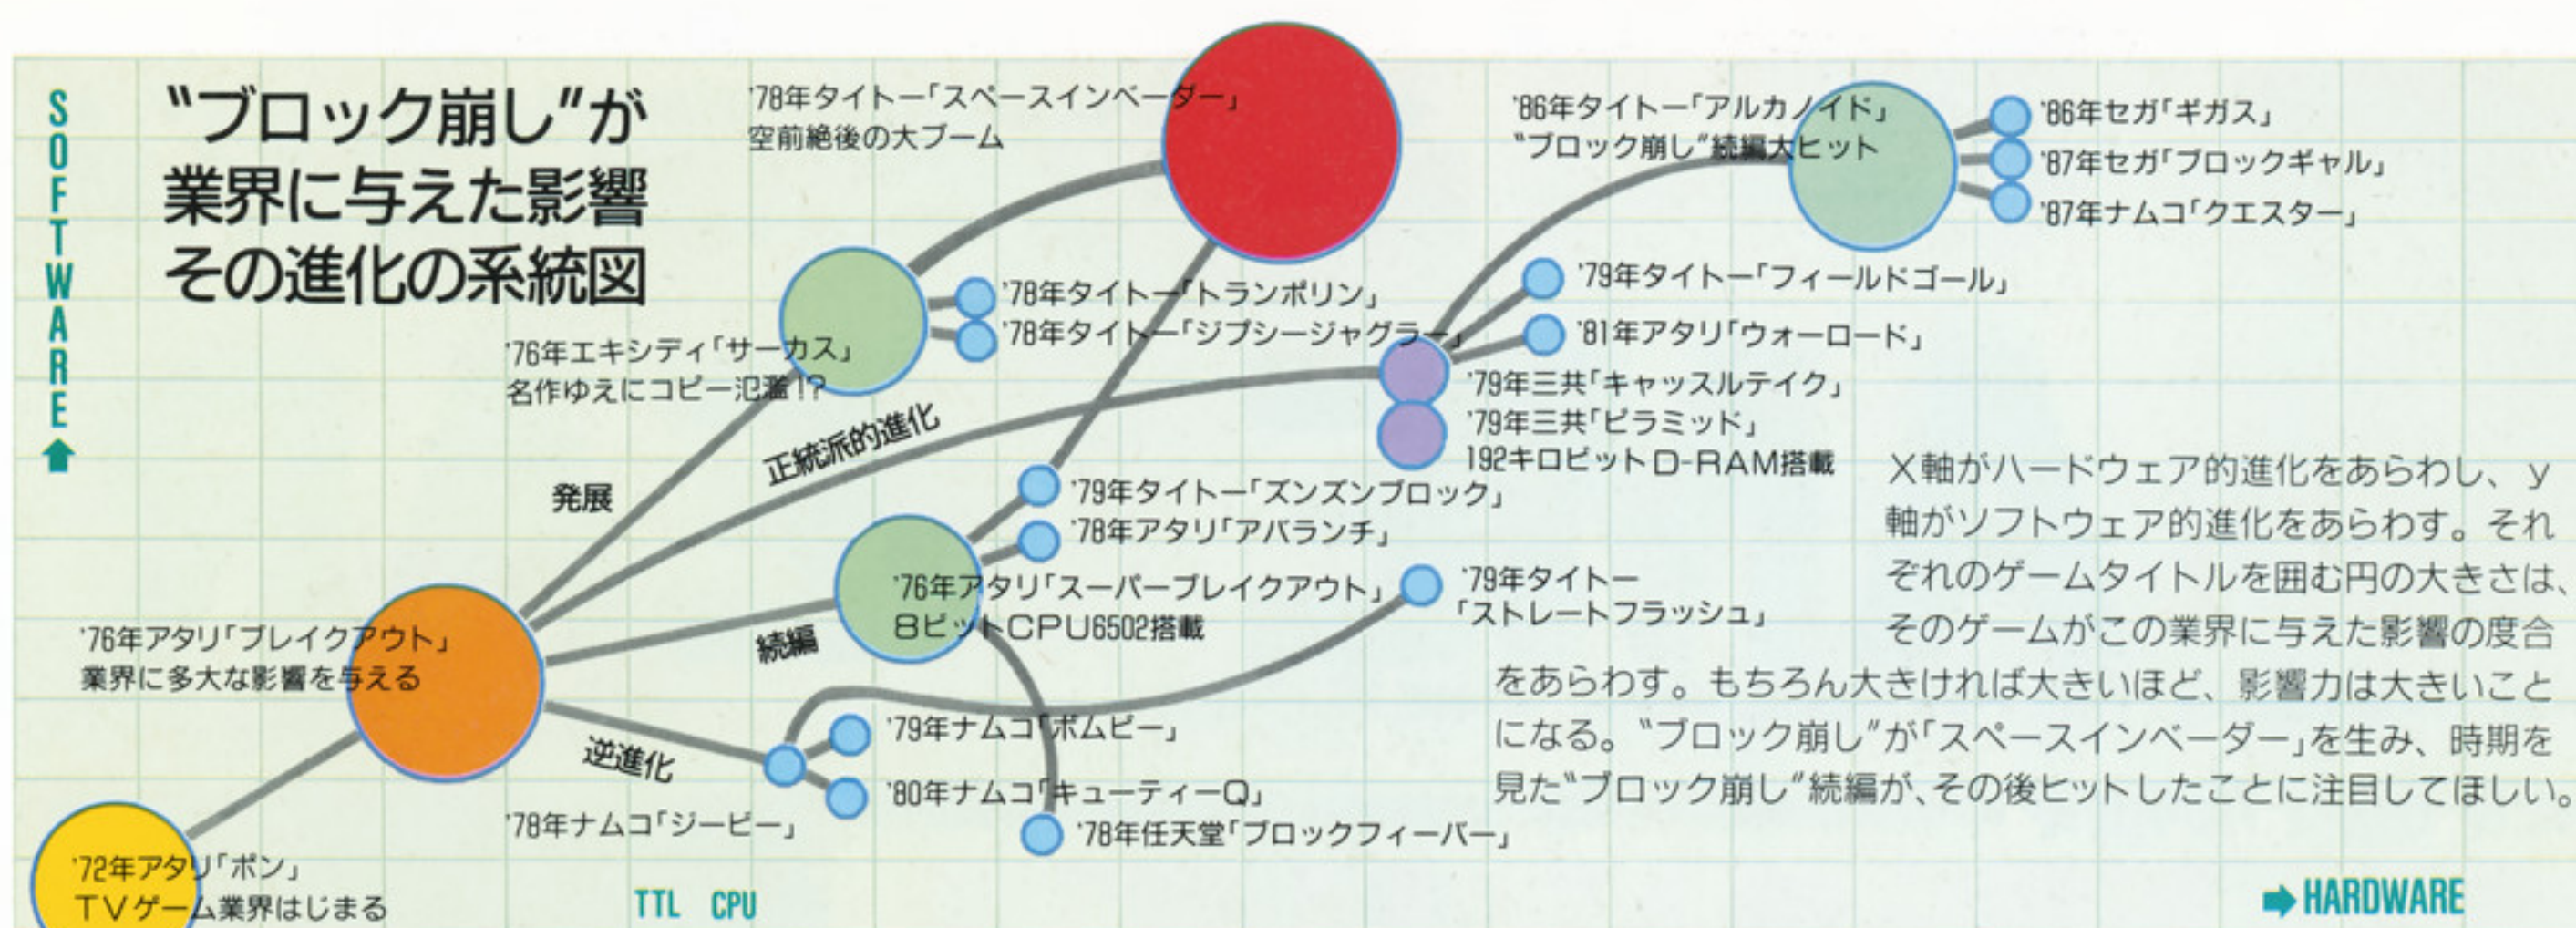 SOFTWARE
“ブロック崩し”が
業界に与えた影響
その進化の系統図
'78年タイトー「スペースインベーダー」
空前絶後の大ブーム
'86年タイトー「アルカノイド」
“ブロック崩し”続編大ヒット
'86年セガ「ギガス」
'87年セガ「ブロックギャル」
'87年ナムコ「クエスター」
'76年エキシディ「サーカス」
名作ゆえにコピー氾濫!?
'78年タイトー「トランポリン」
'78年タイトー「ジプシージャグラー」
'79年タイトー「フィールドゴール」
'81年アタリ「ウォーロード」
'79年三共「キャッスルテイク」
'79年三共「ピラミッド」
192キロビットD-RAM搭載
発展
正統派的進化
'79年タイトー「ズンズンブロック」
'78年アタリ「アバランチ」
'76年アタリ「スーパーブレイクアウト」
8ビットCPU6502搭載
続編
'79年タイトー
「ストレートフラッシュ」
'76年アタリ「ブレイクアウト」
業界に多大な影響を与える
逆進化
'79年ナムコ「ボムビー」
'80年ナムコ「キューティーQ」
'78年ナムコ「ジービー」
'78年任天堂「ブロックフィーバー」
'72年アタリ「ポン」
TVゲーム業界はじまる
X軸がハードウェア的進化をあらわし、y
軸がソフトウェア的進化をあらわす。それ
ぞれのゲームタイトルを囲む円の大きさは、
そのゲームがこの業界に与えた影響の度合
をあらわす。もちろん大きければ大きいほど、影響力は大きいこと
になる。“ブロック崩し”が「スペースインベーダー」を生み、時期を
見た“ブロック崩し”続編が、その後ヒットしたことに注目してほしい。
TTL CPU
HARDWARE